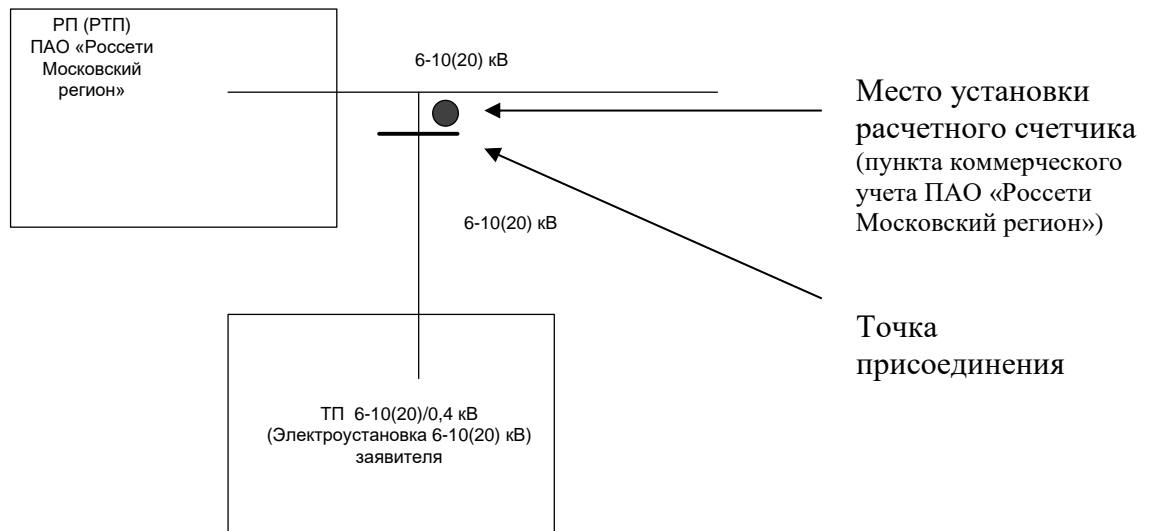 РП (РТП)
ПАО «Россети
Московский
регион»
6-10(20) кВ
Место установки
расчетного счетчика
(пункта коммерческого
учета ПАО «Россети
Московский регион»)
6-10(20) кВ
Точка
присоединения
ТП 6-10(20)/0,4 кВ
(Электроустановка 6-10(20) кВ)
заявителя